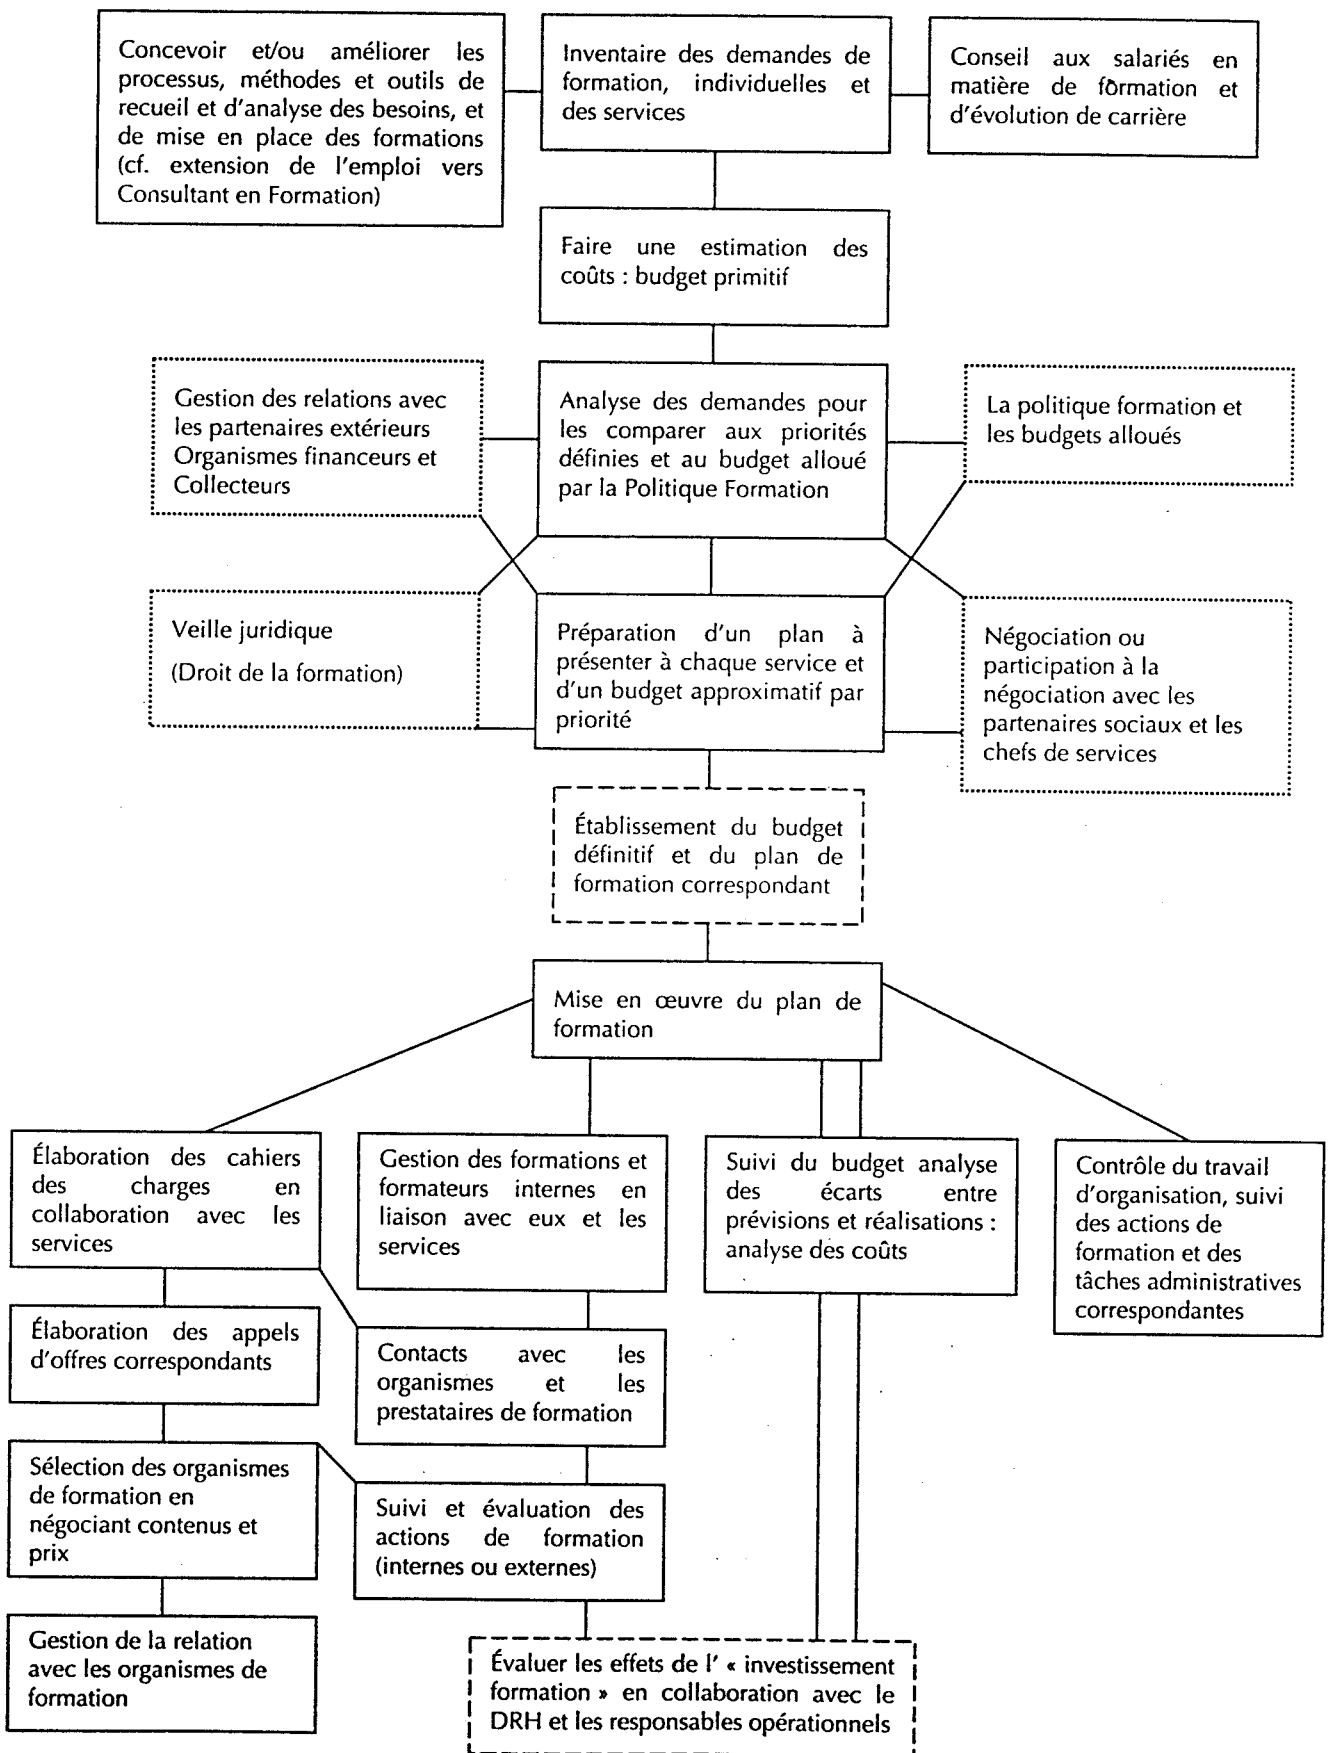 Concevoir et/ou améliorer les
processus, méthodes et outils de
recueil et d'analyse des besoins, et
de mise en place des formations
(cf. extension de l'emploi vers
Consultant en Formation)
Inventaire des demandes de
formation, individuelles et
des services
Conseil aux salariés en
matière de formation et
d'évolution de carrière
Faire une estimation des
coûts : budget primitif
Gestion des relations avec
les partenaires extérieurs
Organismes financeurs et
Collecteurs
Analyse des demandes pour
les comparer aux priorités
définies et au budget alloué
par la Politique Formation
La politique formation et
les budgets alloués
Veille juridique
(Droit de la formation)
Préparation d'un plan à
présenter à chaque service et
d'un budget approximatif par
priorité
Négociation ou
participation à la
négociation avec les
partenaires sociaux et les
chefs de services
Établissement du budget
définitif et du plan de
formation correspondant
Mise en œuvre du plan de
formation
Élaboration des cahiers
des charges en
collaboration avec les
services
Gestion des formations et
formateurs internes en
liaison avec eux et les
services
Suivi du budget analyse
des écarts entre
prévisions et réalisations :
analyse des coûts
Contrôle du travail
d'organisation, suivi
des actions de
formation et des
tâches administratives
correspondantes
Élaboration des appels
d'offres correspondants
Contacts avec les
organismes et les
prestataires de formation
Sélection des organismes
de formation en
négociant contenus et
prix
Suivi et évaluation des
actions de formation
(internes ou externes)
Gestion de la relation
avec les organismes de
formation
Évaluer les effets de l' « investissement
formation » en collaboration avec le
DRH et les responsables opérationnels